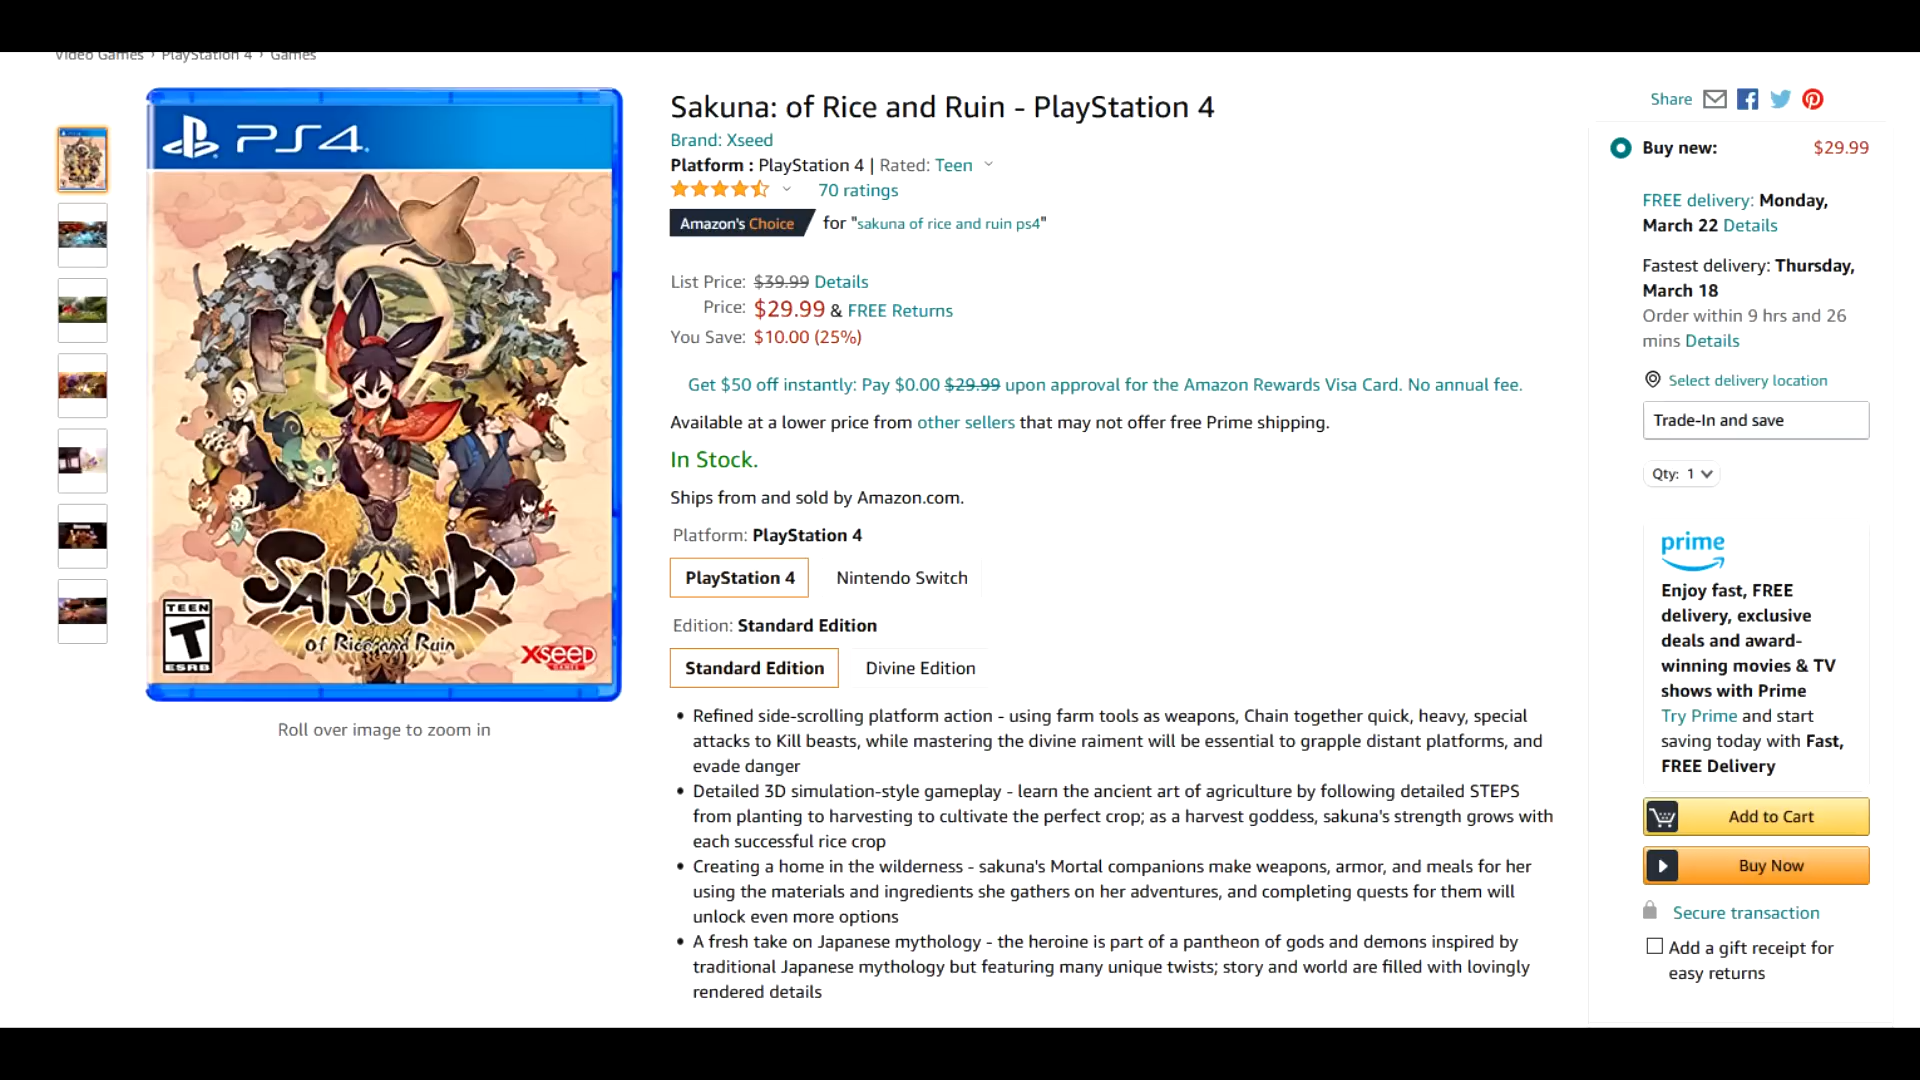 Video Games › PlayStation 4 › Games
PS4
SAKUNA
of Rice and Ruin
TEEN
T
ESRB
XSEED
GAMES
Roll over image to zoom in
Sakuna: of Rice and Ruin - PlayStation 4
Brand: Xseed
Platform : PlayStation 4 | Rated: Teen
70 ratings
Amazon's Choice for "sakuna of rice and ruin ps4"
List Price: $39.99 Details
Price: $29.99 & FREE Returns
You Save: $10.00 (25%)
Get $50 off instantly: Pay $0.00 $29.99 upon approval for the Amazon Rewards Visa Card. No annual fee.
Available at a lower price from other sellers that may not offer free Prime shipping.
In Stock.
Ships from and sold by Amazon.com.
Platform: PlayStation 4
PlayStation 4 Nintendo Switch
Edition: Standard Edition
Standard Edition Divine Edition
• Refined side-scrolling platform action - using farm tools as weapons, Chain together quick, heavy, special
attacks to Kill beasts, while mastering the divine raiment will be essential to grapple distant platforms, and
evade danger
• Detailed 3D simulation-style gameplay - learn the ancient art of agriculture by following detailed STEPS
from planting to harvesting to cultivate the perfect crop; as a harvest goddess, sakuna's strength grows with
each successful rice crop
• Creating a home in the wilderness - sakuna's Mortal companions make weapons, armor, and meals for her
using the materials and ingredients she gathers on her adventures, and completing quests for them will
unlock even more options
• A fresh take on Japanese mythology - the heroine is part of a pantheon of gods and demons inspired by
traditional Japanese mythology but featuring many unique twists; story and world are filled with lovingly
rendered details
Share
Buy new: $29.99
FREE delivery: Monday,
March 22 Details
Fastest delivery: Thursday,
March 18
Order within 9 hrs and 26
mins Details
Select delivery location
Trade-In and save
Qty: 1
prime
Enjoy fast, FREE
delivery, exclusive
deals and award-
winning movies & TV
shows with Prime
Try Prime and start
saving today with Fast,
FREE Delivery
Add to Cart
Buy Now
Secure transaction
Add a gift receipt for
easy returns